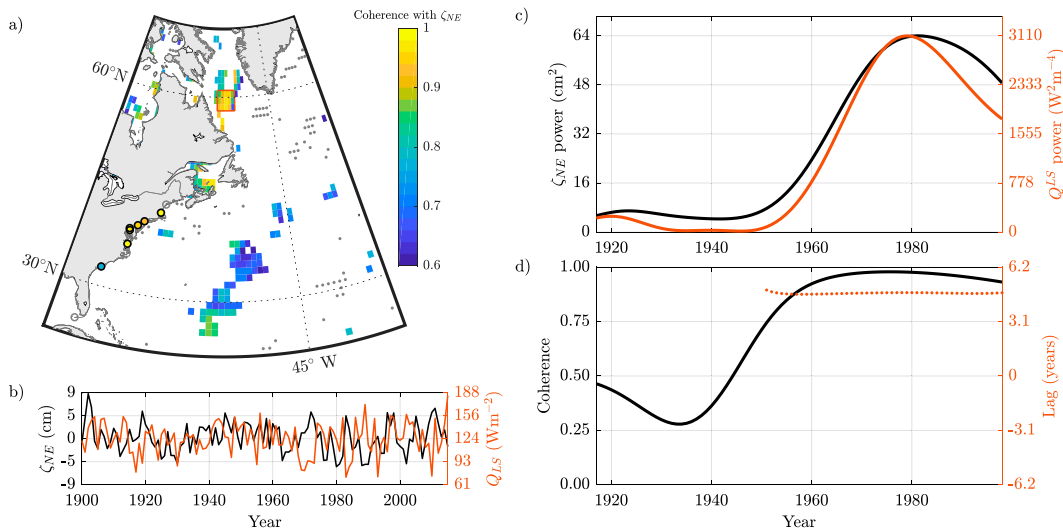 a)
Coherence with ζNE
1
0.9
0.8
0.7
0.6
60°N
30°N
45° W
b)
ζNE (cm)
9
5
0
-5
-9
188
156
124
93
61
QLS (Wm−2)
1900 1920 1940 1960 1980 2000
Year
c)
ζNE power (cm2)
64
48
32
16
0
3110
2333
1555
778
0
QLS power (W2m−4)
1920 1940 1960 1980
d)
Coherence
1.00
0.75
0.50
0.25
0.00
6.2
3.1
0
-3.1
-6.2
Lag (years)
1920 1940 1960 1980
Year